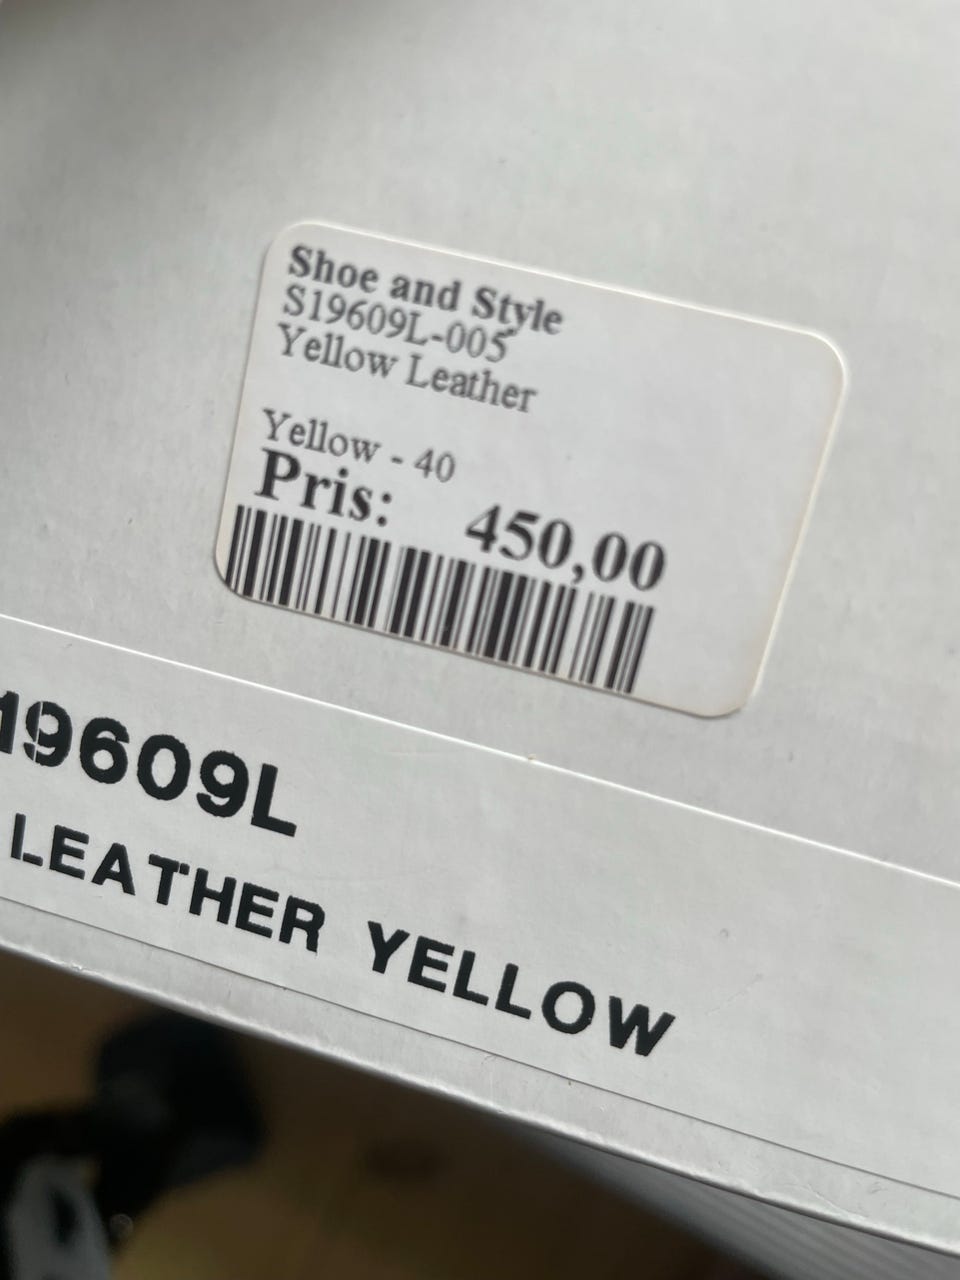 Shoe and Style
S19609L-005
Yellow Leather
Yellow - 40
Pris: 450,00
19609L
LEATHER YELLOW